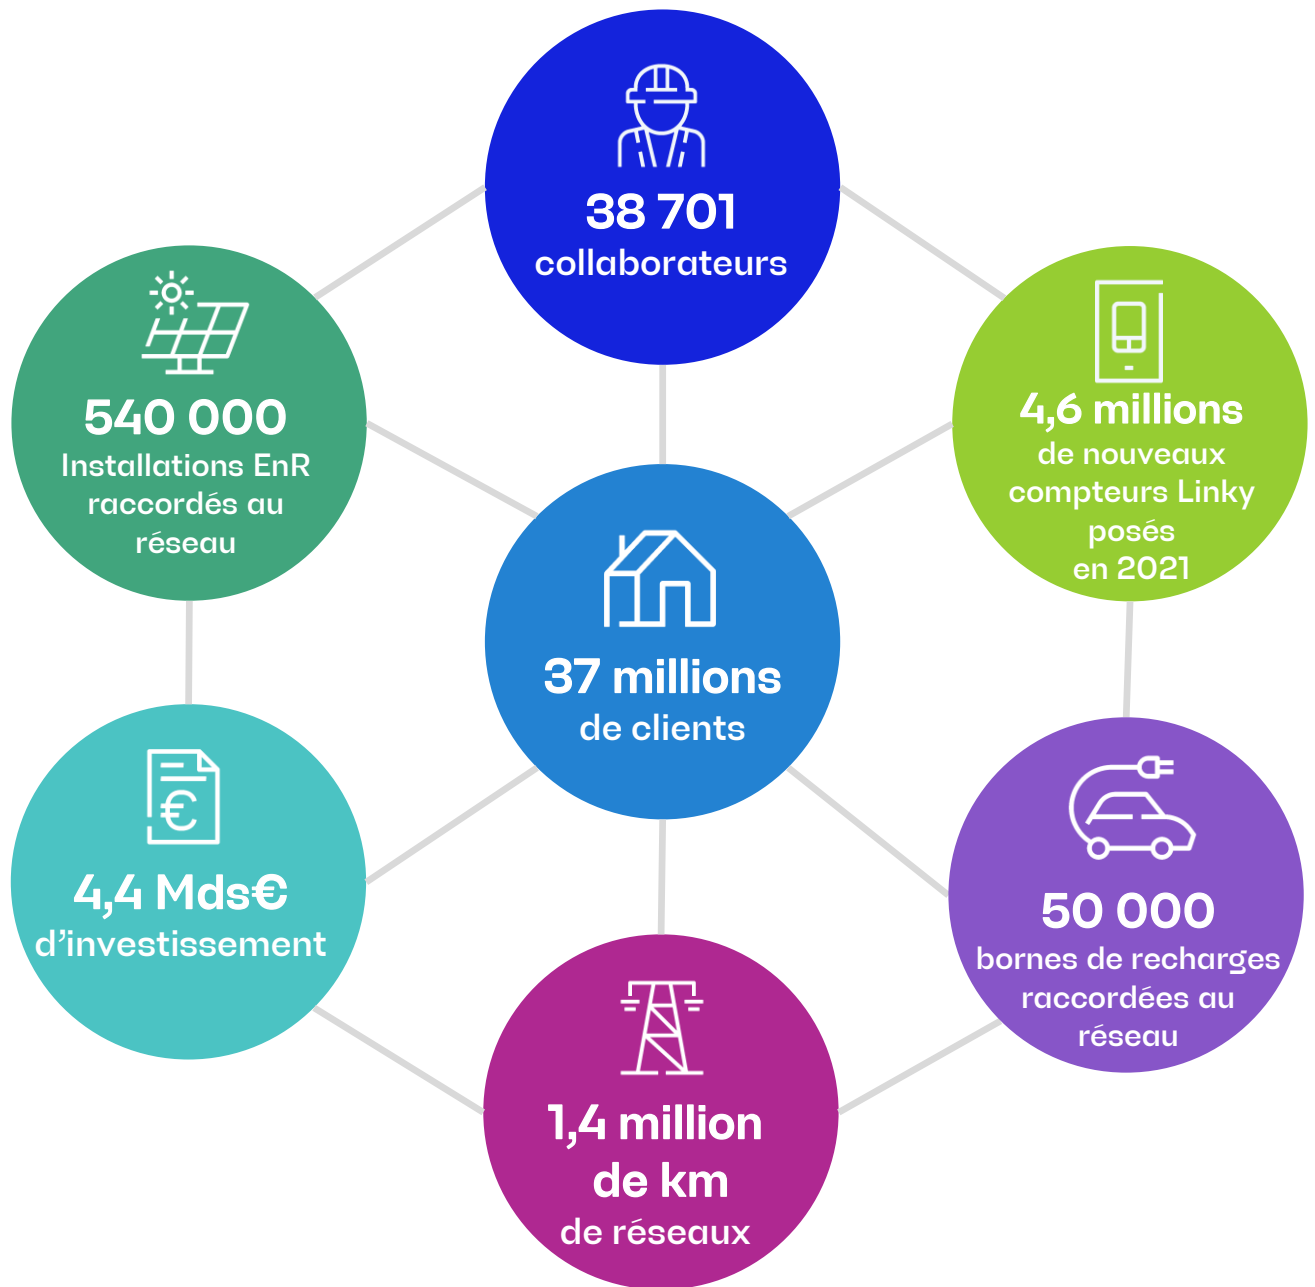 38 701
collaborateurs
540 000
Installations EnR
raccordés au
réseau
4,6 millions
de nouveaux
compteurs Linky
posés
en 2021
37 millions
de clients
€
4,4 Mds€
d’investissement
50 000
bornes de recharges
raccordées au
réseau
1,4 million
de km
de réseaux